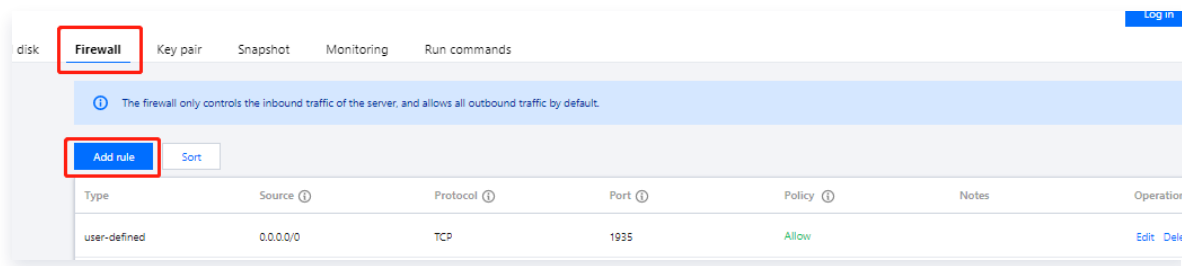 Log in
disk Firewall Key pair Snapshot Monitoring Run commands
The firewall only controls the inbound traffic of the server, and allows all outbound traffic by default.
Add rule Sort
Type Source Protocol Port Policy Notes Operation
user-defined 0.0.0.0/0 TCP 1935 Allow Edit Dele